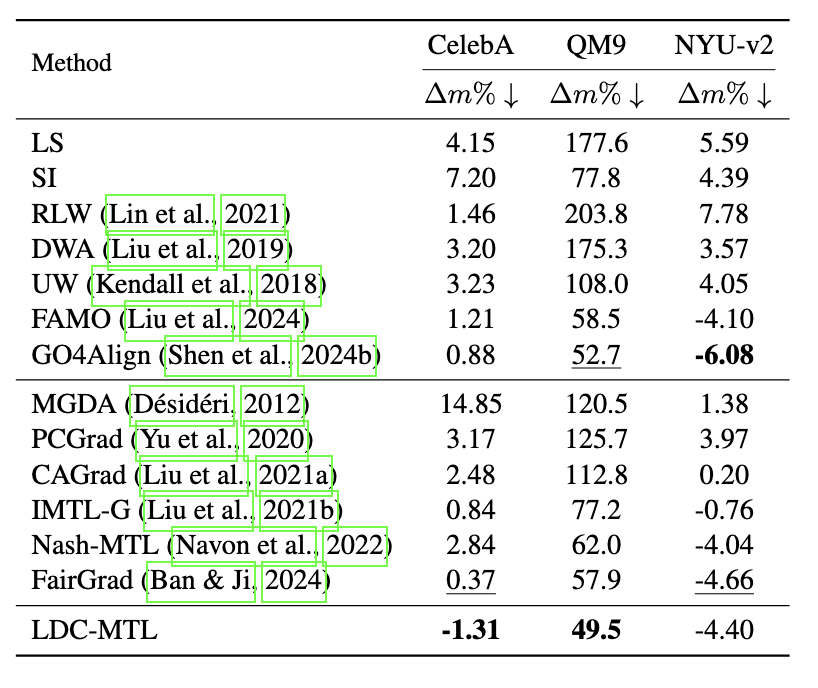 Method CelebA QM9 NYU-v2
Δm% ↓ Δm% ↓ Δm% ↓
LS 4.15 177.6 5.59
SI 7.20 77.8 4.39
RLW (Lin et al., 2021) 1.46 203.8 7.78
DWA (Liu et al., 2019) 3.20 175.3 3.57
UW (Kendall et al., 2018) 3.23 108.0 4.05
FAMO (Liu et al., 2024) 1.21 58.5 -4.10
GO4Align (Shen et al., 2024b) 0.88 52.7 -6.08
MGDA (Désidéri, 2012) 14.85 120.5 1.38
PCGrad (Yu et al., 2020) 3.17 125.7 3.97
CAGrad (Liu et al., 2021a) 2.48 112.8 0.20
IMTL-G (Liu et al., 2021b) 0.84 77.2 -0.76
Nash-MTL (Navon et al., 2022) 2.84 62.0 -4.04
FairGrad (Ban & Ji, 2024) 0.37 57.9 -4.66
LDC-MTL -1.31 49.5 -4.40